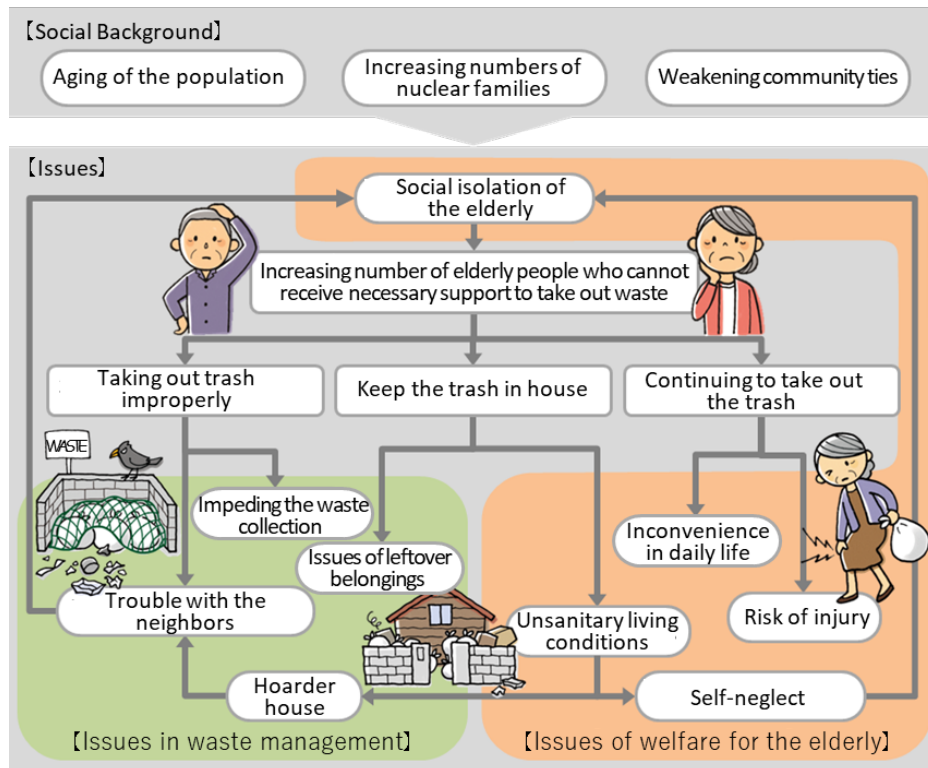 【Social Background】
Aging of the population
Increasing numbers of
nuclear families
Weakening community ties
【Issues】
Social isolation of
the elderly
Increasing number of elderly people who cannot
receive necessary support to take out waste
Taking out trash
improperly
Keep the trash in house
Continuing to take out
the trash
WASTE
Impeding the waste
collection
Issues of leftover
belongings
Inconvenience
in daily life
Trouble with the
neighbors
Unsanitary living
conditions
Risk of injury
Hoarder
house
Self-neglect
【Issues in waste management】
【Issues of welfare for the elderly】